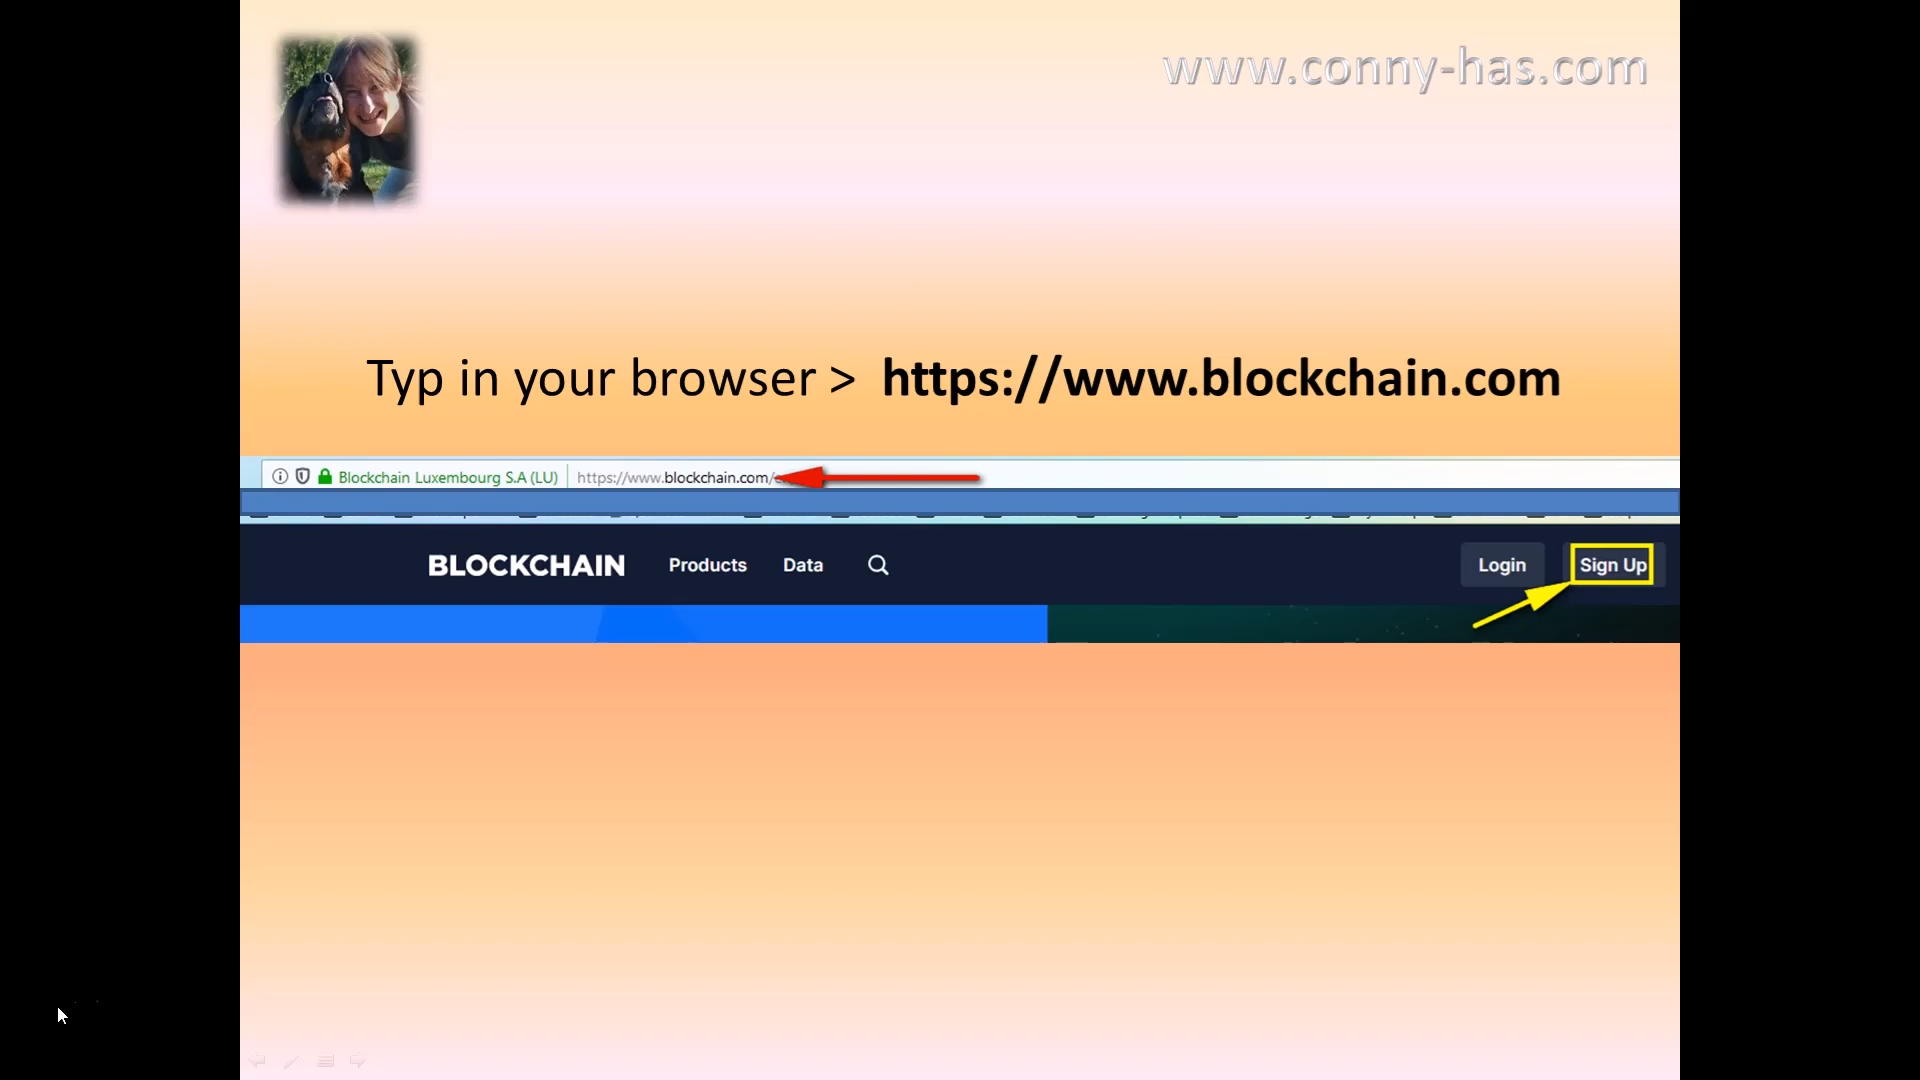 www.conny-has.com
Typ in your browser > https://www.blockchain.com
Blockchain Luxembourg S.A (LU) https://www.blockchain.com/
BLOCKCHAIN Products Data Login Sign Up